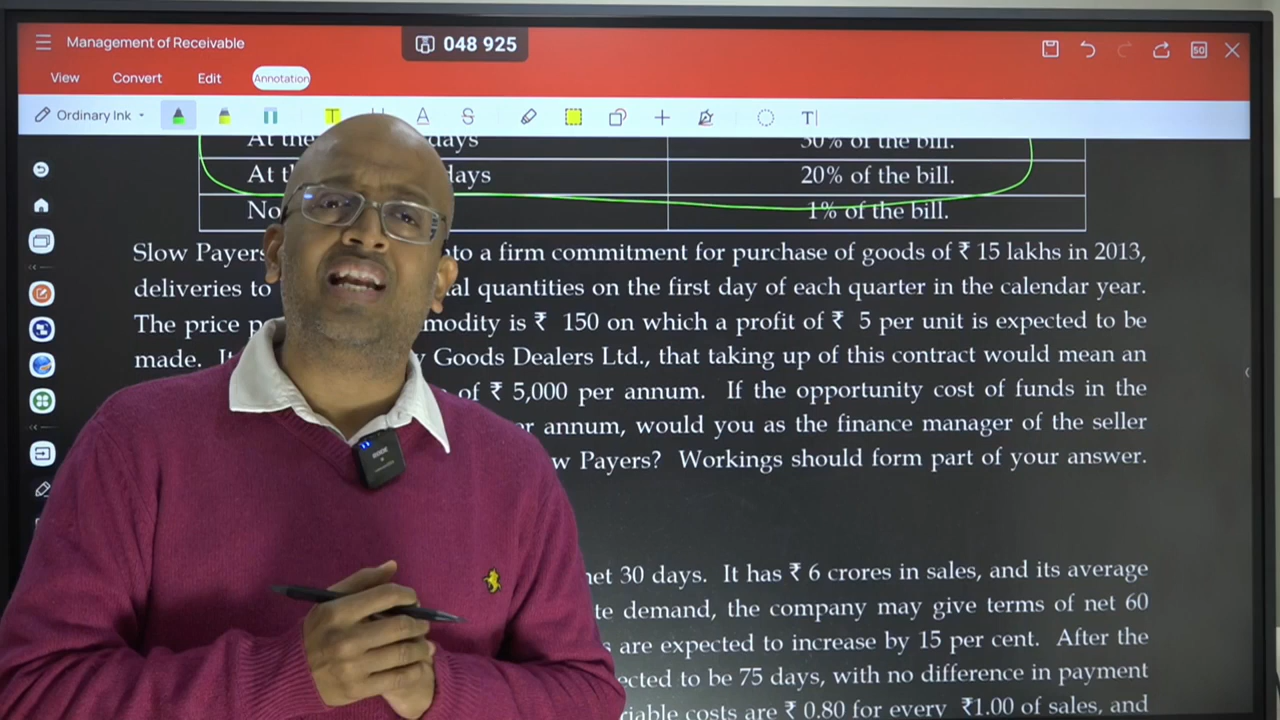 Management of Receivable
048 925
View Convert Edit Annotation
Ordinary Ink
50
At the days 30% of the bill.
At t 20% of the bill.
No 1% of the bill.
Slow Payers nto a firm commitment for purchase of goods of ₹ 15 lakhs in 2013,
deliveries to al quantities on the first day of each quarter in the calendar year.
The price p modity is ₹ 150 on which a profit of ₹ 5 per unit is expected to be
made. It y Goods Dealers Ltd., that taking up of this contract would mean an
of ₹ 5,000 per annum. If the opportunity cost of funds in the
annum, would you as the finance manager of the seller
w Payers? Workings should form part of your answer.
net 30 days. It has ₹ 6 crores in sales, and its average
te demand, the company may give terms of net 60
s are expected to increase by 15 per cent. After the
ected to be 75 days, with no difference in payment
riable costs are ₹ 0.80 for every ₹1.00 of sales, and